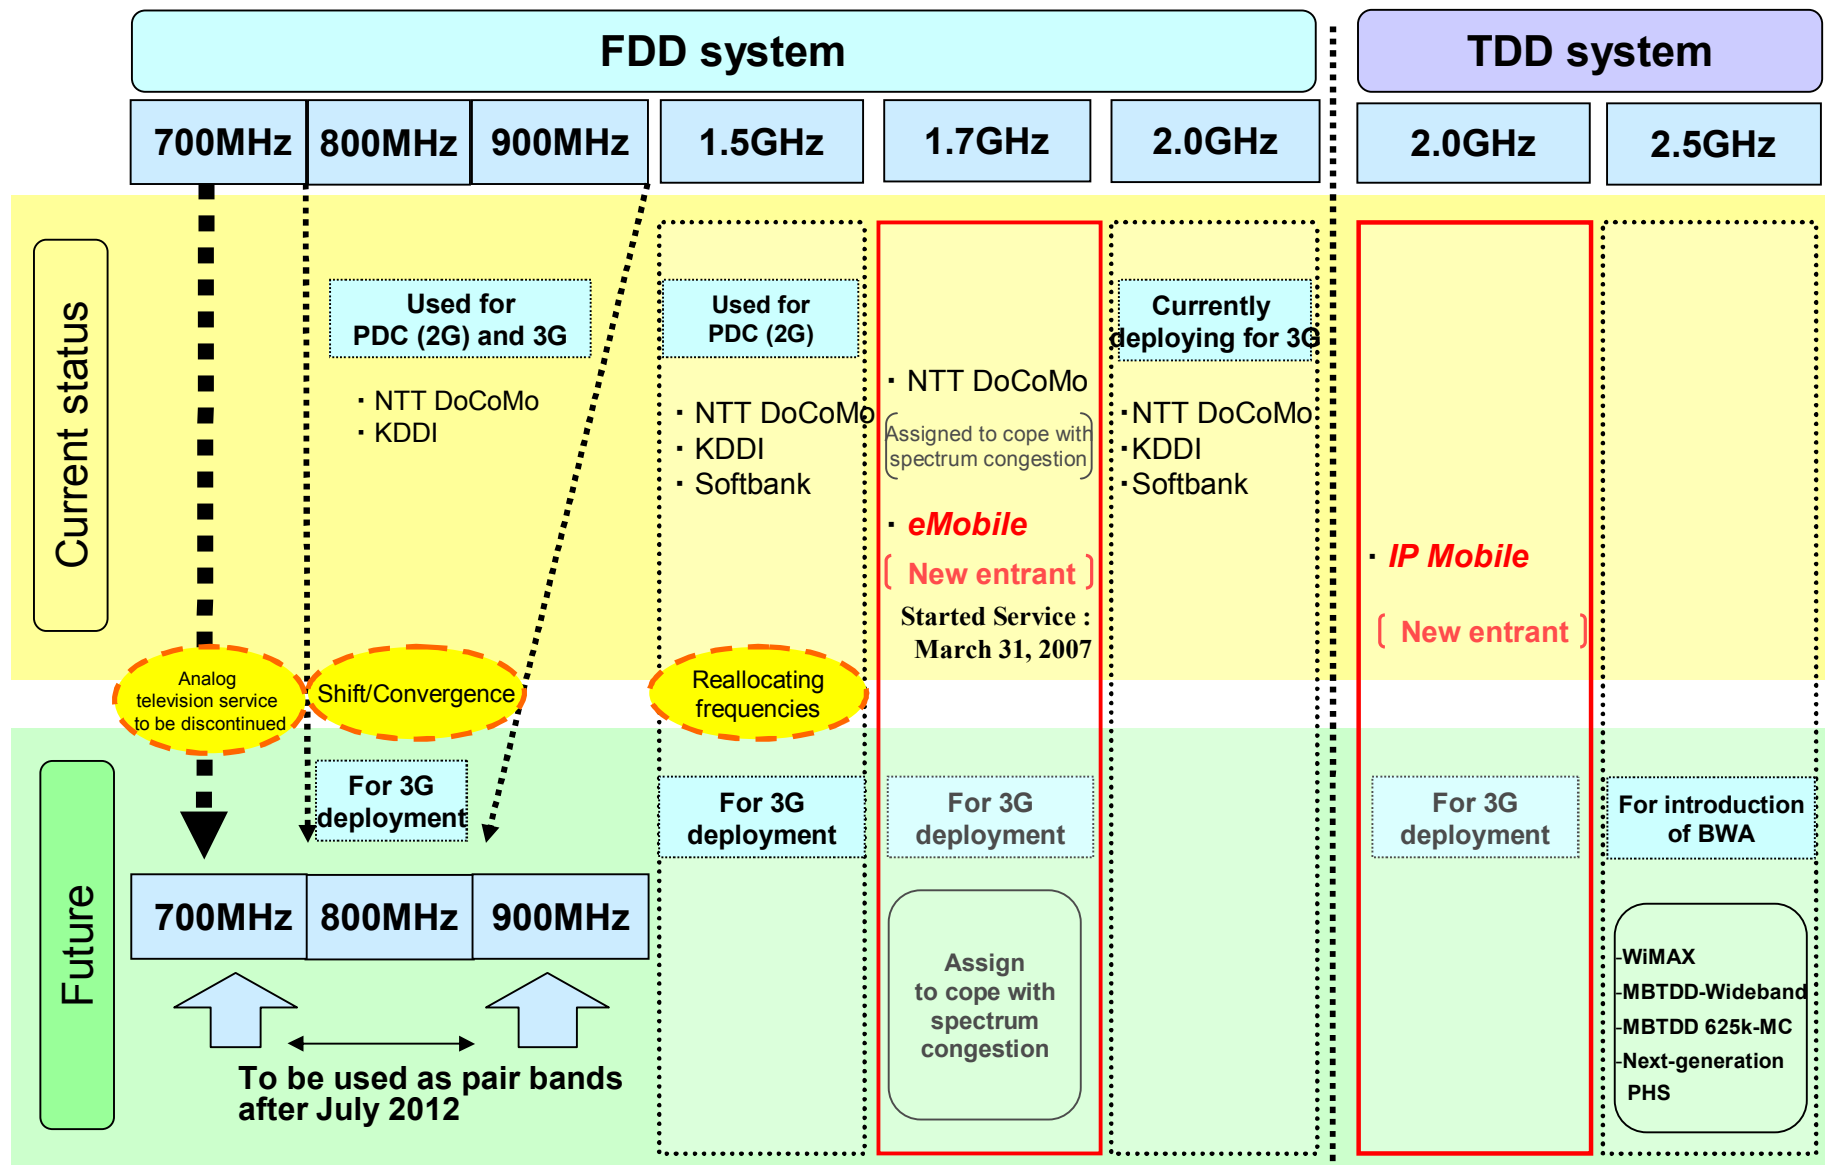 FDD system
TDD system
700MHz
800MHz
900MHz
1.5GHz
1.7GHz
2.0GHz
2.0GHz
2.5GHz
Current status
Used for
PDC (2G) and 3G
・NTT DoCoMo
・KDDI
Used for
PDC (2G)
・NTT DoCoMo
・KDDI
・Softbank
・NTT DoCoMo
Assigned to cope with
spectrum congestion
・eMobile
[ New entrant ]
Started Service :
March 31, 2007
Currently
deploying for 3G
・NTT DoCoMo
・KDDI
・Softbank
・IP Mobile
[ New entrant ]
Analog
television service
to be discontinued
Shift/Convergence
Reallocating
frequencies
Future
For 3G
deployment
For 3G
deployment
For 3G
deployment
For 3G
deployment
For introduction
of BWA
700MHz
800MHz
900MHz
To be used as pair bands
after July 2012
Assign
to cope with
spectrum
congestion
-WiMAX
-MBTDD-Wideband
-MBTDD 625k-MC
-Next-generation
PHS